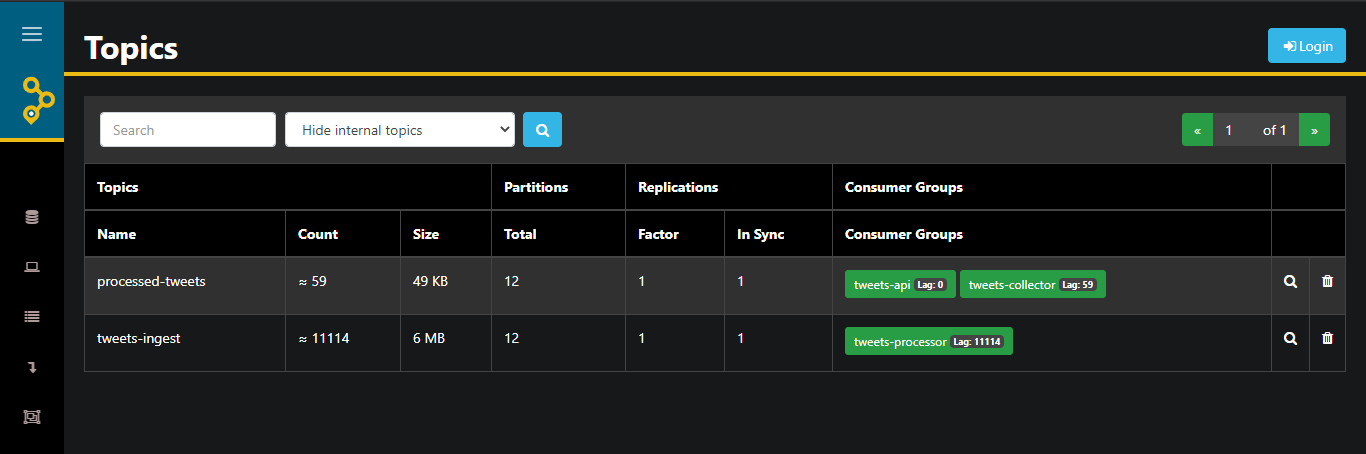 Topics
Login
Search
Hide internal topics
« 1 of 1 »
Topics Partitions Replications Consumer Groups
Name Count Size Total Factor In Sync Consumer Groups
processed-tweets ≈ 59 49 KB 12 1 1 tweets-api Lag: 0 tweets-collector Lag: 59
tweets-ingest ≈ 11114 6 MB 12 1 1 tweets-processor Lag: 11114